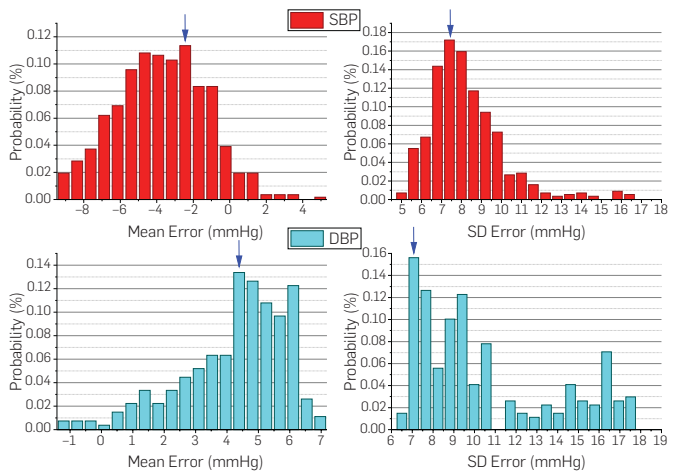 SBP
Probability (%)
0.12
0.10
0.08
0.06
0.04
0.02
0.00
-8 -6 -4 -2 0 2 4
Mean Error (mmHg)
Probability (%)
0.18
0.16
0.14
0.12
0.10
0.08
0.06
0.04
0.02
0.00
5 6 7 8 9 10 11 12 13 14 15 16 17 18
SD Error (mmHg)
DBP
Probability (%)
0.14
0.12
0.10
0.08
0.06
0.04
0.02
0.00
-1 0 1 2 3 4 5 6 7
Mean Error (mmHg)
Probability (%)
0.16
0.14
0.12
0.10
0.08
0.06
0.04
0.02
0.00
6 7 8 9 10 11 12 13 14 15 16 17 18 19
SD Error (mmHg)